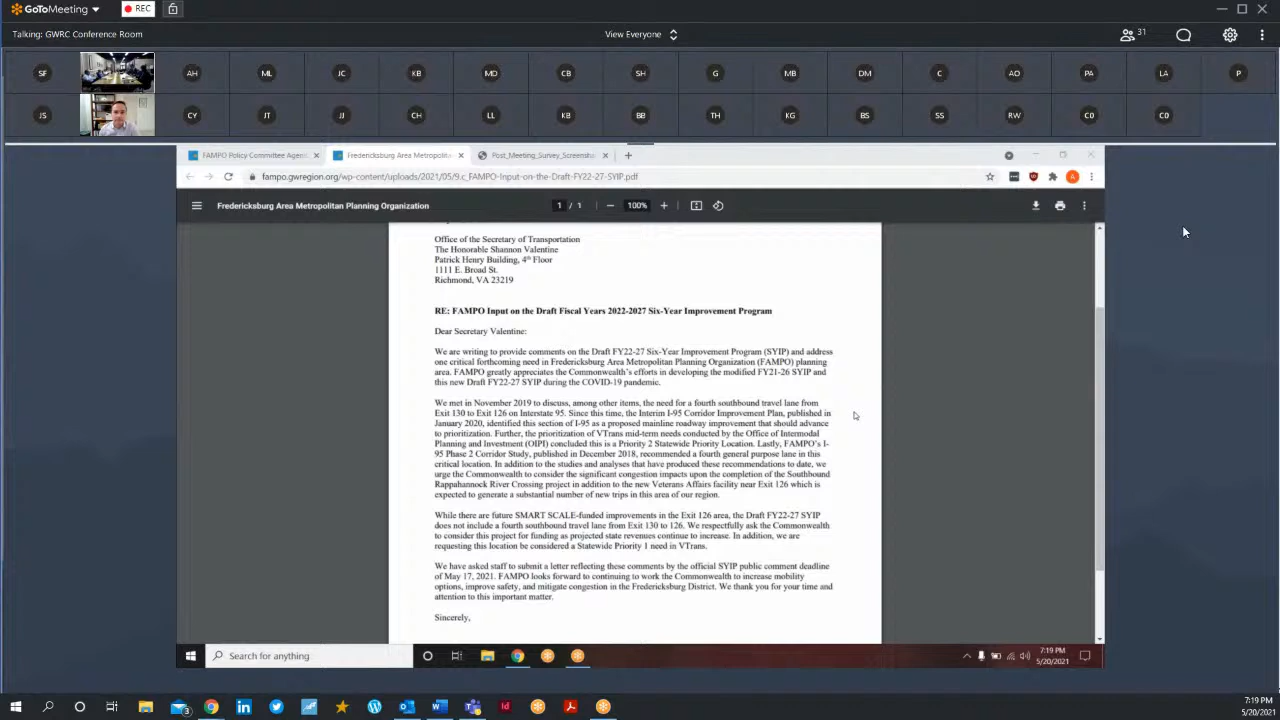 GoToMeeting
REC
Talking: GWRC Conference Room
View Everyone
31
SF AH ML JC KB MD CB SH G MB DM C AO PA LA P
JS CY JT JJ CH LL KB BB TH KG BS SS RW C0 C0
FAMPO Policy Committee Agen
Fredericksburg Area Metropolit
Post_Meeting_Survey_Screensh
fampo.gwregion.org/wp-content/uploads/2021/05/9.c_FAMPO-Input-on-the-Draft-FY22-27-SYIP.pdf
A
Fredericksburg Area Metropolitan Planning Organization
1 / 1
100%
Office of the Secretary of Transportation
The Honorable Shannon Valentine
Patrick Henry Building, 4th Floor
1111 E. Broad St.
Richmond, VA 23219
RE: FAMPO Input on the Draft Fiscal Years 2022-2027 Six-Year Improvement Program
Dear Secretary Valentine:
We are writing to provide comments on the Draft FY22-27 Six-Year Improvement Program (SYIP) and address
one critical forthcoming need in Fredericksburg Area Metropolitan Planning Organization (FAMPO) planning
area. FAMPO greatly appreciates the Commonwealth's efforts in developing the modified FY21-26 SYIP and
this new Draft FY22-27 SYIP during the COVID-19 pandemic.
We met in November 2019 to discuss, among other items, the need for a fourth southbound travel lane from
Exit 130 to Exit 126 on Interstate 95. Since this time, the Interim I-95 Corridor Improvement Plan, published in
January 2020, identified this section of I-95 as a proposed mainline roadway improvement that should advance
to prioritization. Further, the prioritization of VTrans mid-term needs conducted by the Office of Intermodal
Planning and Investment (OIPI) concluded this is a Priority 2 Statewide Priority Location. Lastly, FAMPO's I-
95 Phase 2 Corridor Study, published in December 2018, recommended a fourth general purpose lane in this
critical location. In addition to the studies and analyses that have produced these recommendations to date, we
urge the Commonwealth to consider the significant congestion impacts upon the completion of the Southbound
Rappahannock River Crossing project in addition to the new Veterans Affairs facility near Exit 126 which is
expected to generate a substantial number of new trips in this area of our region.
While there are future SMART SCALE-funded improvements in the Exit 126 area, the Draft FY22-27 SYIP
does not include a fourth southbound travel lane from Exit 130 to 126. We respectfully ask the Commonwealth
to consider this project for funding as projected state revenues continue to increase. In addition, we are
requesting this location be considered a Statewide Priority 1 need in VTrans.
We have asked staff to submit a letter reflecting these comments by the official SYIP public comment deadline
of May 17, 2021. FAMPO looks forward to continuing to work the Commonwealth to increase mobility
options, improve safety, and mitigate congestion in the Fredericksburg District. We thank you for your time and
attention to this important matter.
Sincerely,
Search for anything
7:19 PM
5/20/2021
7:19 PM
5/20/2021